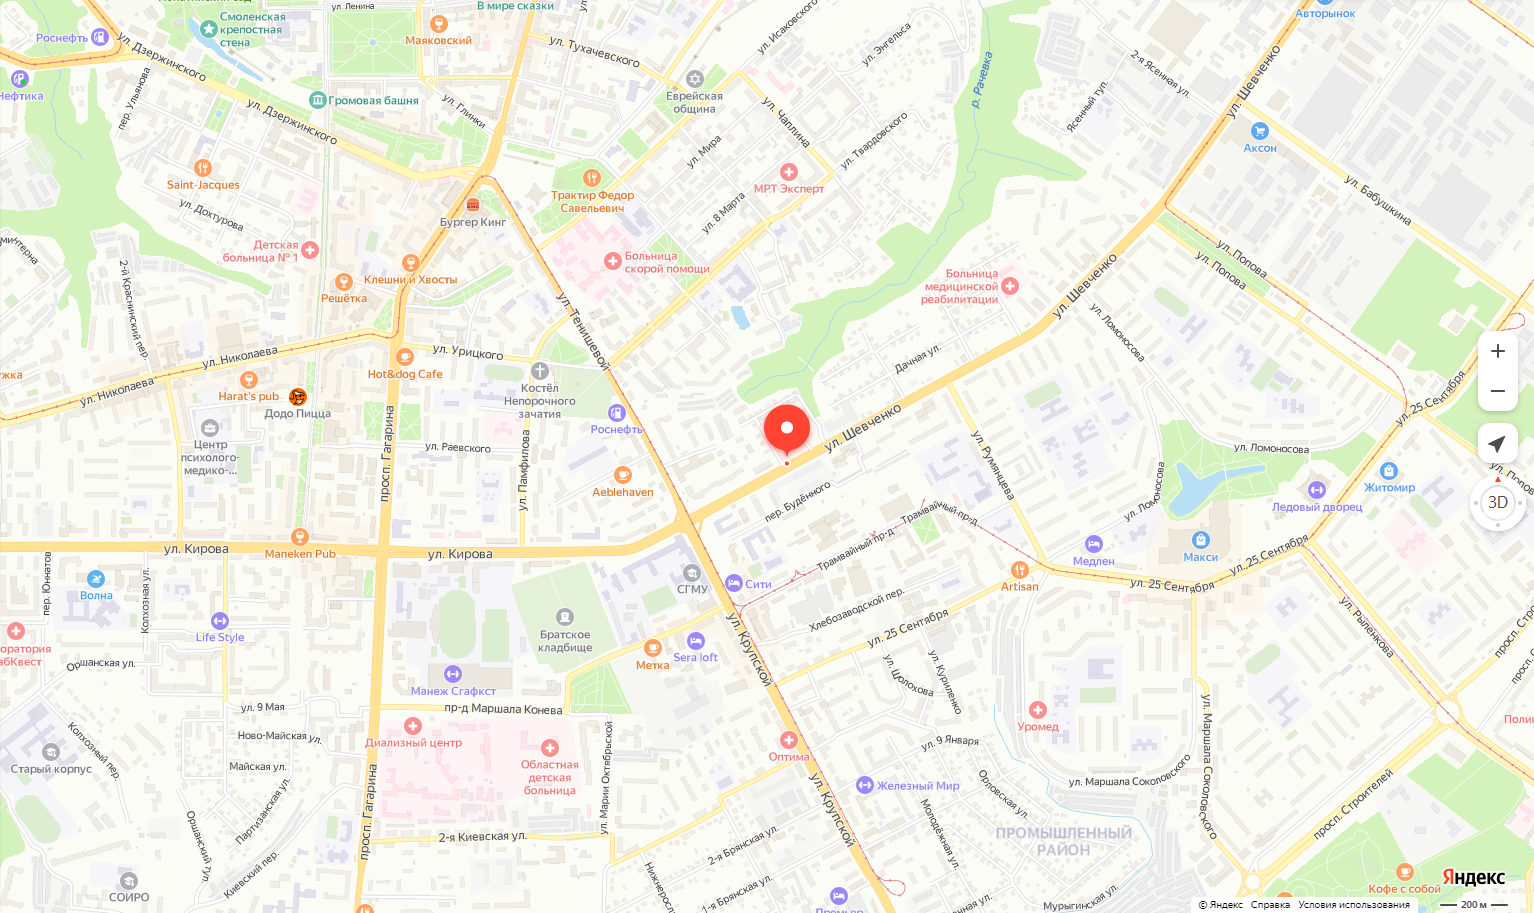 ул. Ленина
В мире сказки
Авторынок
Смоленская
крепостная
стена
Роснефть
Маяковский
ул. Дзержинского
ул. Тухачевского
ул. Исаковского
ул. Энгельса
р. Рачевка
2-я Ясенная ул.
ул. Шевченко
Нефтика
пер. Ульянова
Громовая башня
ул. Глинки
Еврейская
община
ул. Чаплина
Ясенный туп.
ул. Дзержинского
ул. Мира
ул. Твардовского
Аксон
Saint-Jacques
Трактир Федор
Савельевич
МРТ Эксперт
ул. Бабушкина
ул. Дохтурова
Бургер Кинг
ул. 8 Марта
Детская
больница № 1
Больница
скорой помощи
ул. Попова
ул. Попова
2-й Краснинский пер.
Клешни и Хвосты
Решётка
Больница
медицинской
реабилитации
ул. Шевченко
ул. Тенишевой
ул. Ломоносова
ул. Николаева
ул. Урицкого
Дачная ул.
Hot&dog Cafe
ул. Николаева
Harat's pub
Костёл
Непорочного
зачатия
ул. 25 Сентября
Додо Пицца
Роснефть
ул. Шевченко
просп. Гагарина
Центр
психолого-
медико-...
ул. Раевского
ул. Памфилова
ул. Румянцева
ул. Ломоносова
Житомир
Aeblehaven
пер. Будённого
ул. Ломоносова
Ледовый дворец
3D
Трамвайный пр-д
Трамвайный пр-д
Maneken Pub
ул. Кирова
ул. Кирова
Медлен
Макси
ул. 25 Сентября
ул. 25 Сентября
Artisan
пер. Юннатов
Волна
Колхозная ул.
СГМУ
Сити
Хлебозаводской пер.
Братское
кладбище
Life Style
ул. 25 Сентября
ул. Рыленкова
ул. Крупской
Метка
Sera loft
Оршанская ул.
Манеж Сгафкст
ул. Шолохова
ул. Куриленко
ул. 9 Мая
пр-д Маршала Конева
Уромед
ул. Маршала Соколовского
Колхозный пер.
Ново-Майская ул.
Диализный центр
Оптима
ул. 9 Января
Старый корпус
Майская ул.
Областная
детская
больница
ул. Марии Октябрьской
ул. Маршала Соколовского
Железный Мир
Орловская ул.
просп. Строителей
Партизанская ул.
Оршанский туп.
просп. Гагарина
2-я Киевская ул.
ул. Крупской
Молодёжная ул.
ПРОМЫШЛЕННЫЙ
РАЙОН
2-я Брянская ул.
Киевский пер.
СОИРО
1-я Брянская ул.
Мурыгинская ул.
Кофе с собой
Яндекс
© Яндекс Справка Условия использования 200 м